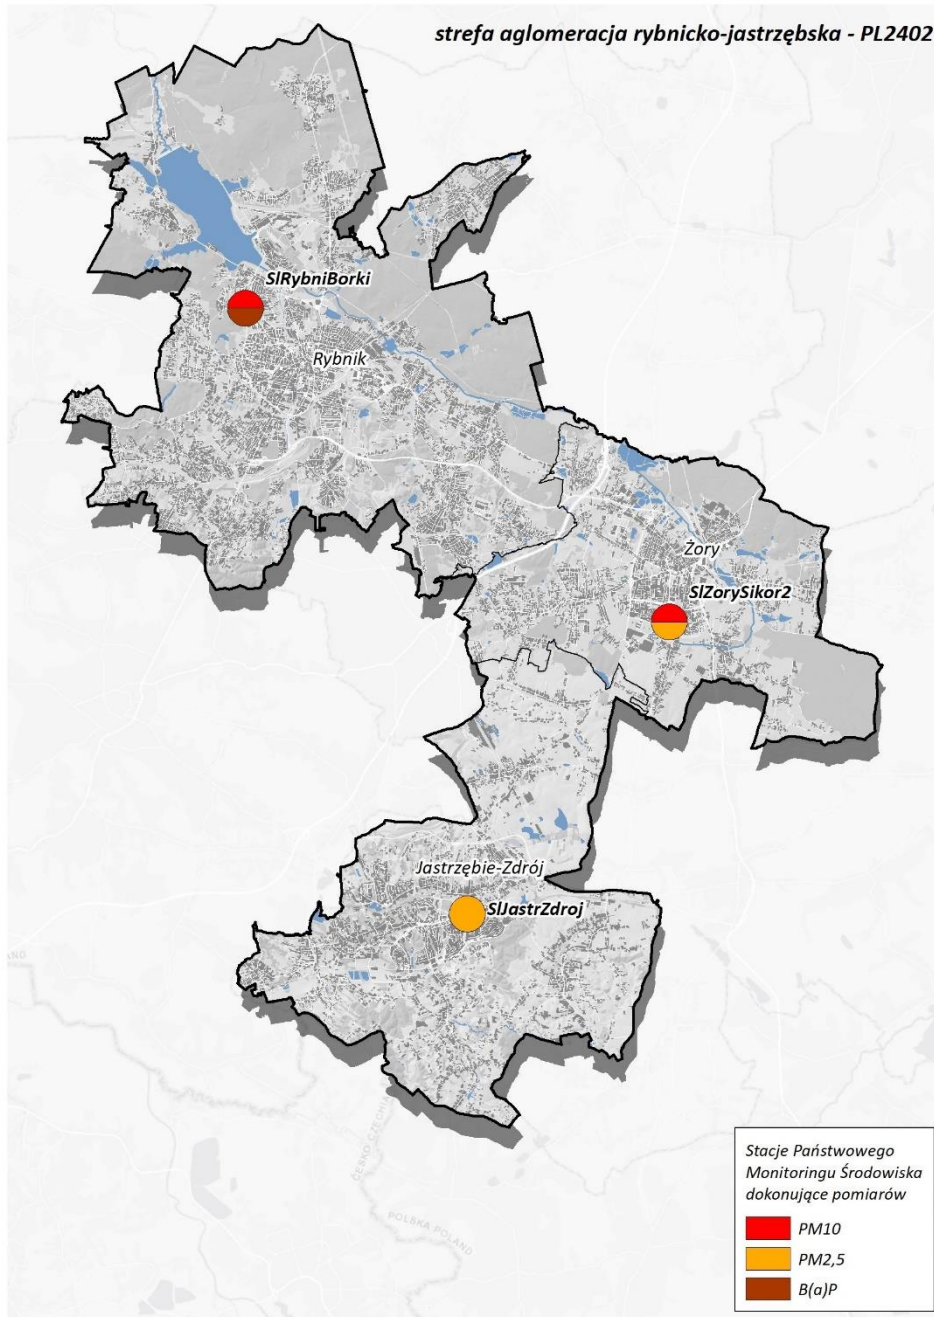 strefa aglomeracja rybnicko-jastrzębska - PL2402
SlRybniBorki
Rybnik
Żory
SlZorySikor2
Jastrzębie-Zdrój
SlJastrZdroj
POLSKA POLAND
Stacje Państwowego
Monitoringu Środowiska
dokonujące pomiarów
PM10
PM2,5
B(a)P